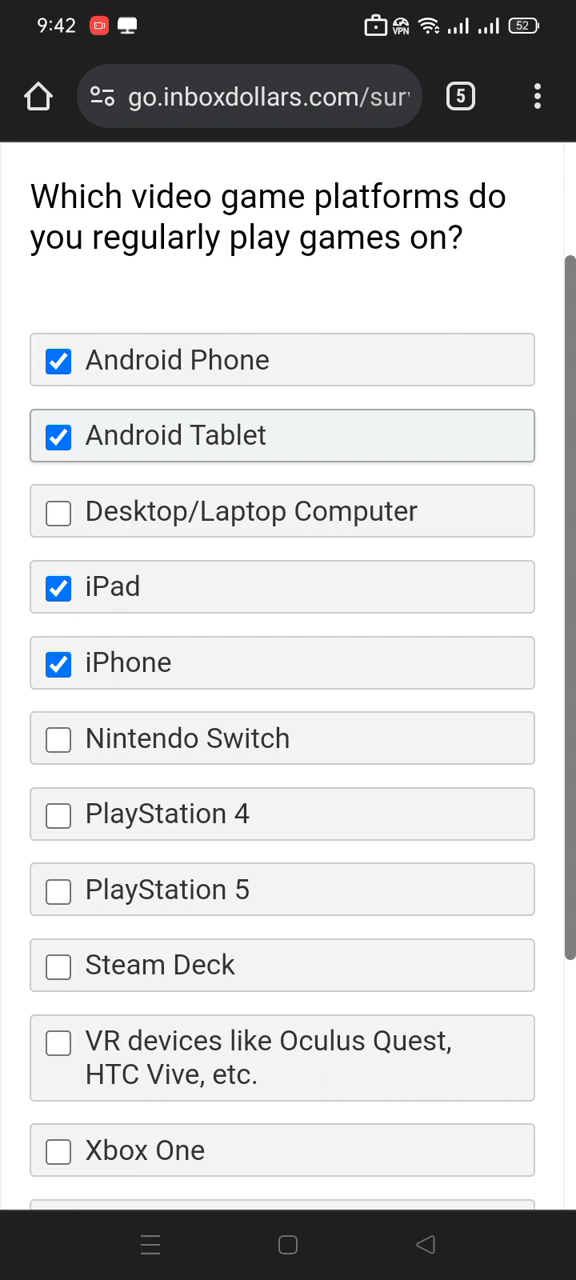 9:42
VPN
52
go.inboxdollars.com/sur
5
Which video game platforms do
you regularly play games on?
Android Phone
Android Tablet
Desktop/Laptop Computer
iPad
iPhone
Nintendo Switch
PlayStation 4
PlayStation 5
Steam Deck
VR devices like Oculus Quest,
HTC Vive, etc.
Xbox One